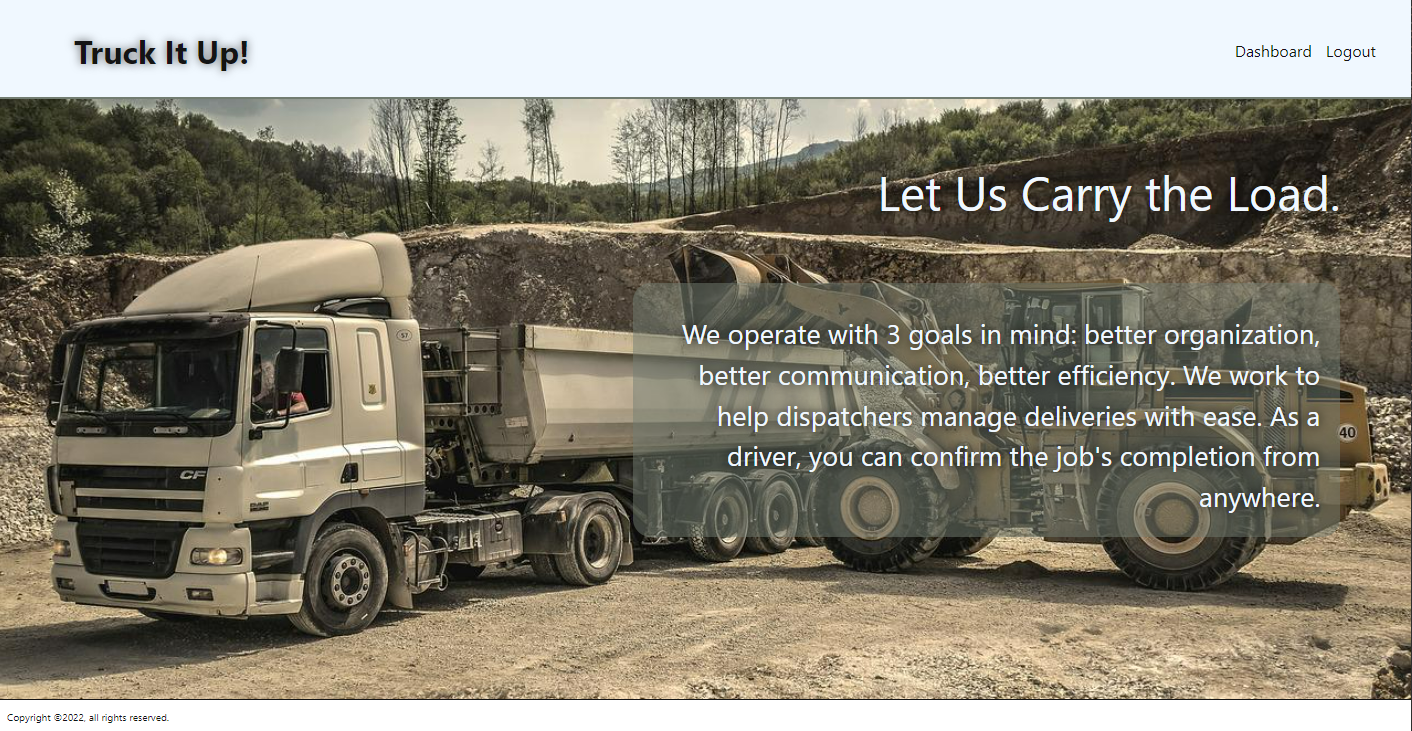 Truck It Up!
Dashboard Logout
Let Us Carry the Load.
We operate with 3 goals in mind: better organization,
better communication, better efficiency. We work to
help dispatchers manage deliveries with ease. As a
driver, you can confirm the job's completion from
anywhere.
57
CF
40
Copyright ©2022, all rights reserved.